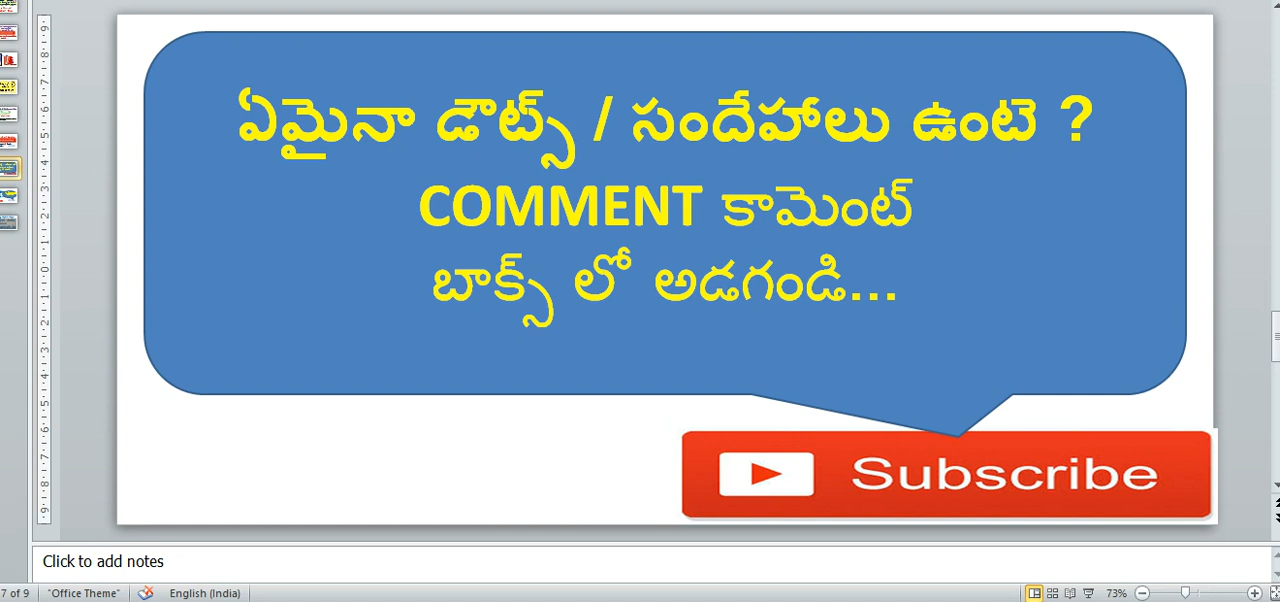 ఏమైనా డౌట్స్ / సందేహాలు ఉంటె ?
COMMENT కామెంట్
బాక్స్ లో అడగండి...
Subscribe
Click to add notes
7 of 9 "Office Theme" English (India) 73%